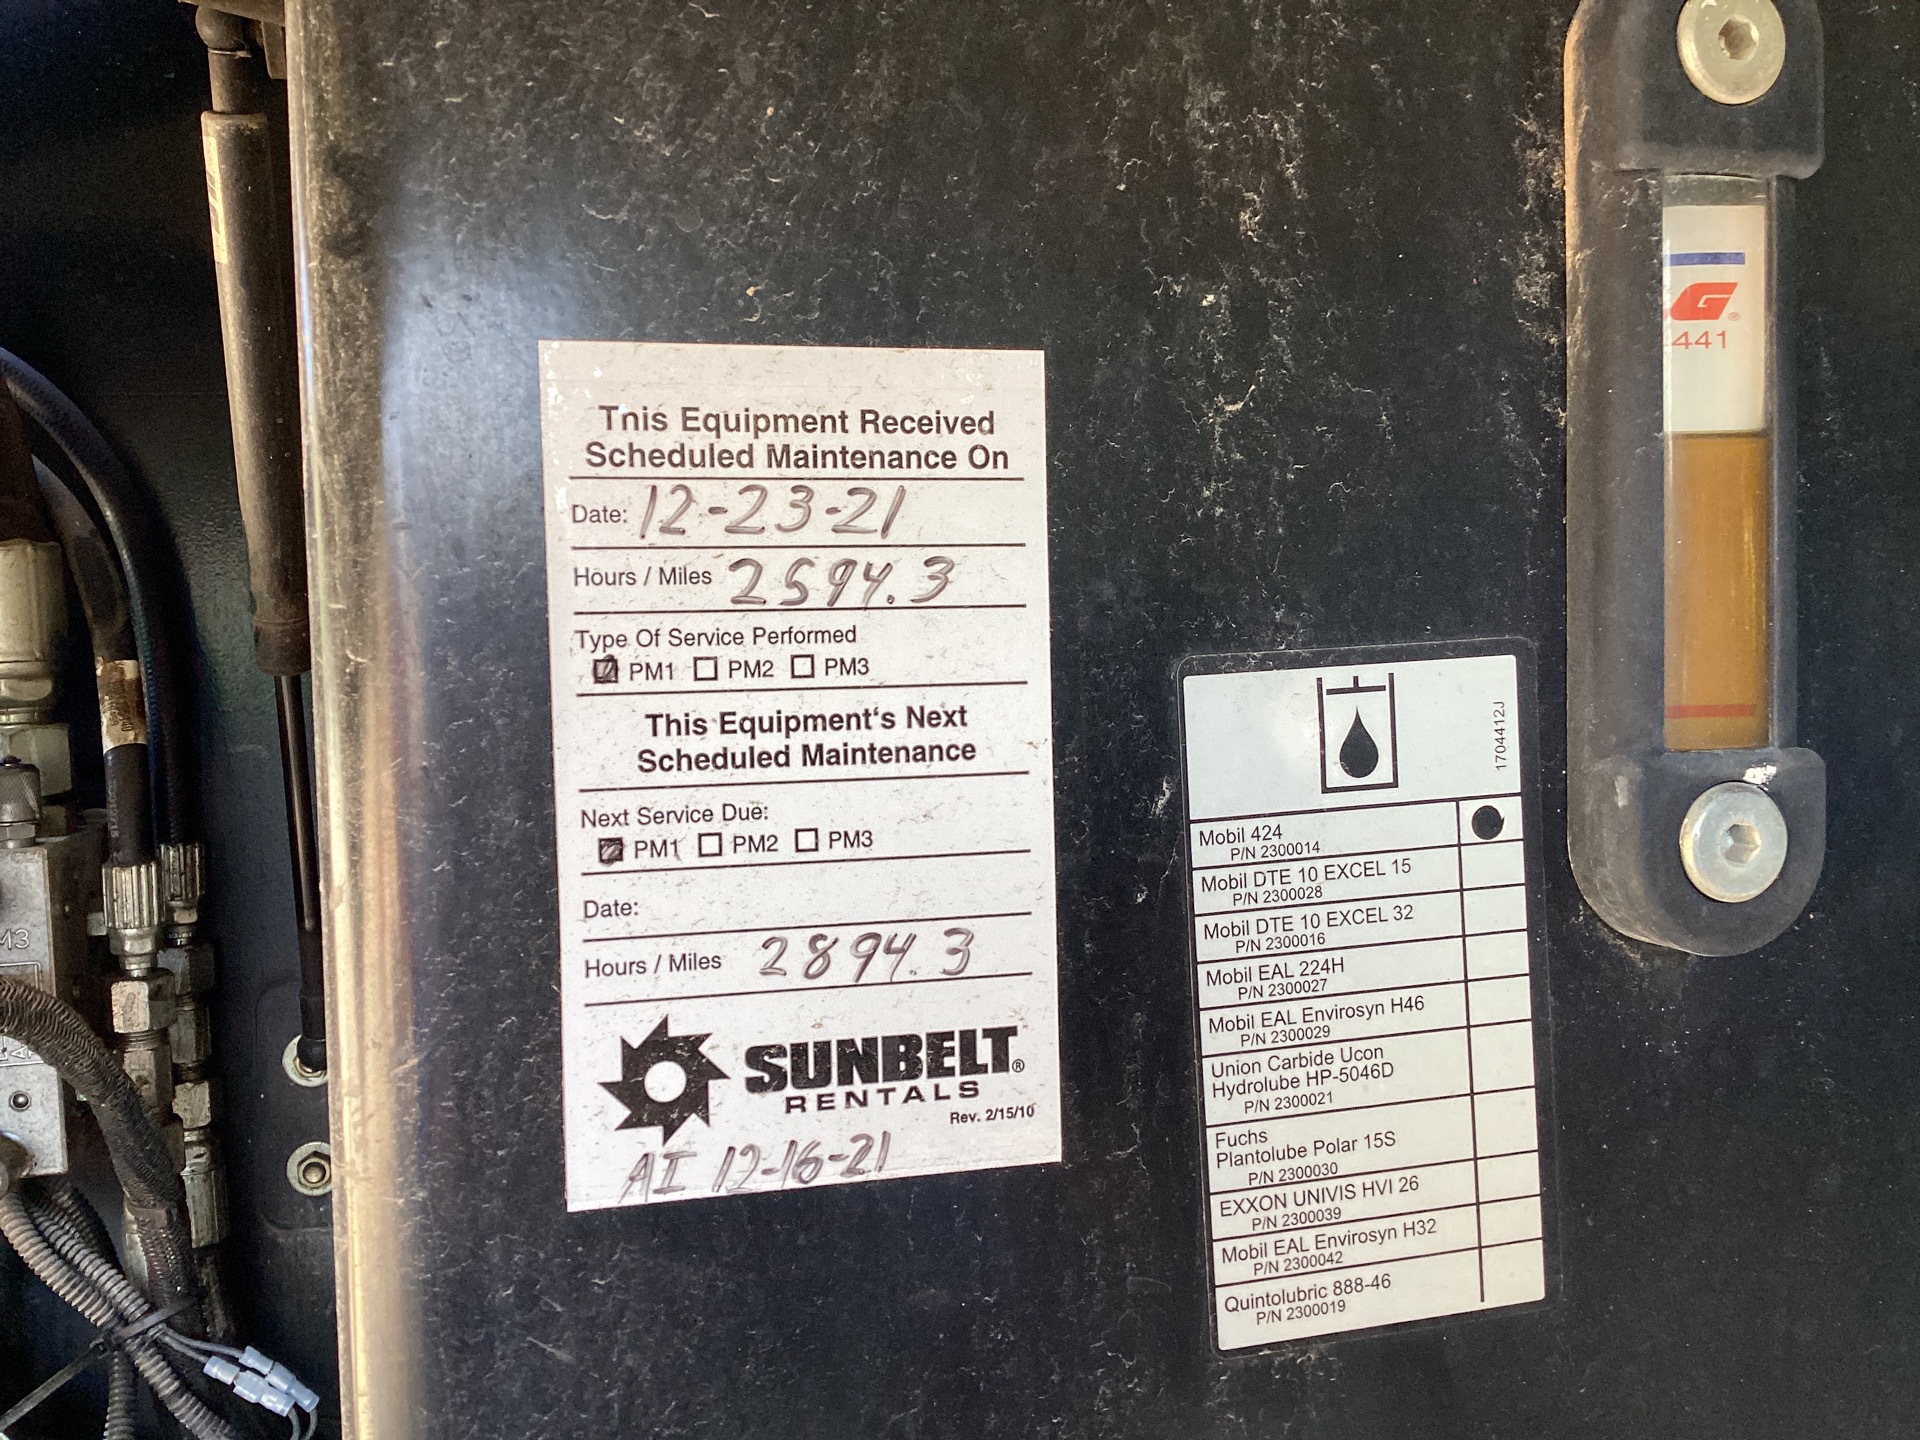 This Equipment Received
Scheduled Maintenance On
Date: 12-23-21
Hours / Miles 2594.3
Type Of Service Performed
PM1 PM2 PM3
This Equipment's Next
Scheduled Maintenance
Next Service Due:
PM1 PM2 PM3
Date:
Hours / Miles 2894.3
SUNBELT®
RENTALS
Rev. 2/15/10
AI 12-16-21
1704412J
Mobil 424
P/N 2300014
Mobil DTE 10 EXCEL 15
P/N 2300028
Mobil DTE 10 EXCEL 32
P/N 2300016
Mobil EAL 224H
P/N 2300027
Mobil EAL Envirosyn H46
P/N 2300029
Union Carbide Ucon
Hydrolube HP-5046D
P/N 2300021
Fuchs
Plantolube Polar 15S
P/N 2300030
EXXON UNIVIS HVI 26
P/N 2300039
Mobil EAL Envirosyn H32
P/N 2300042
Quintolubric 888-46
P/N 2300019
G®
441
M3